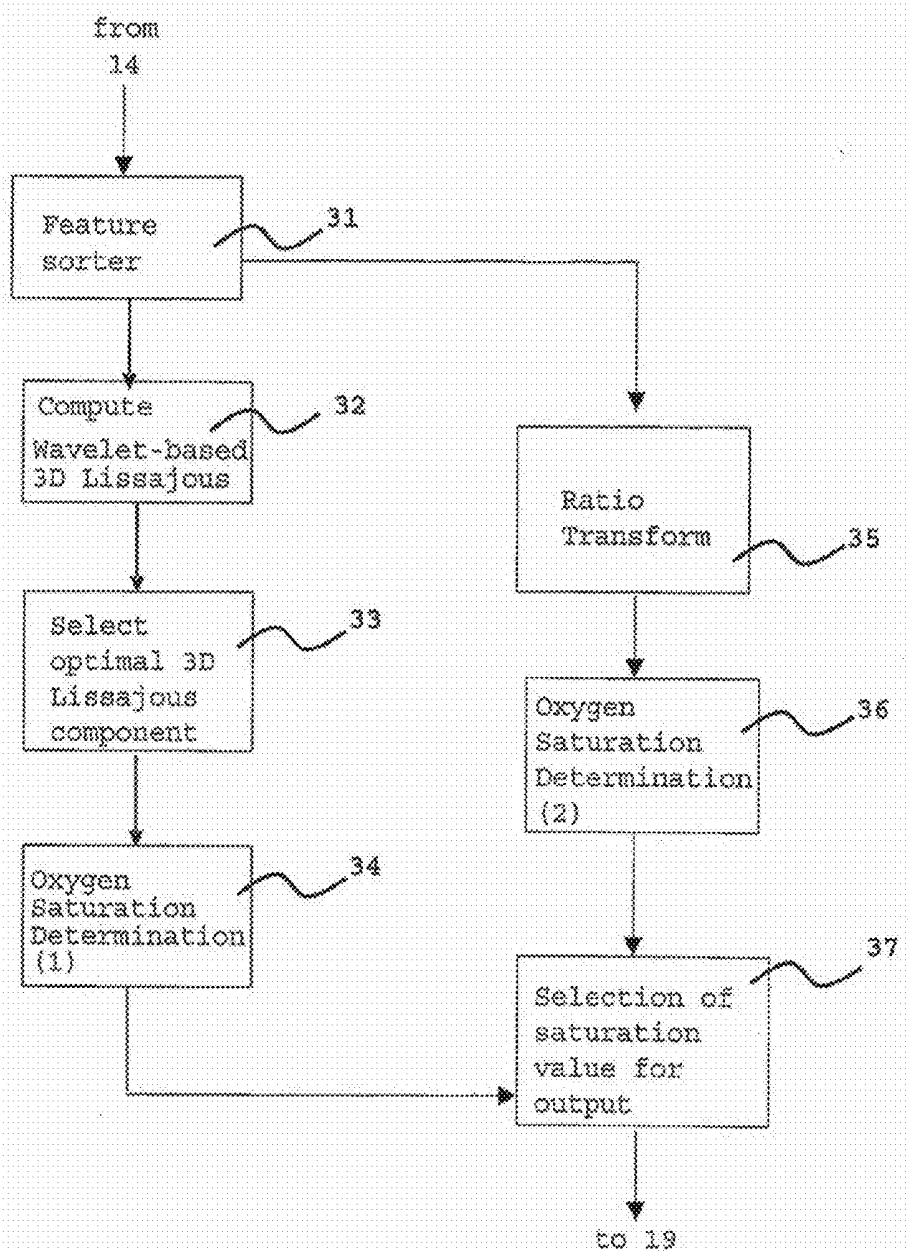 from
14
Feature
sorter
31
Compute
Wavelet-based
3D Lissajous
32
Select
optimal 3D
Lissajous
component
33
Oxygen
Saturation
Determination
(1)
34
Ratio
Transform
35
Oxygen
Saturation
Determination
(2)
36
Selection of
saturation
value for
output
37
to 19